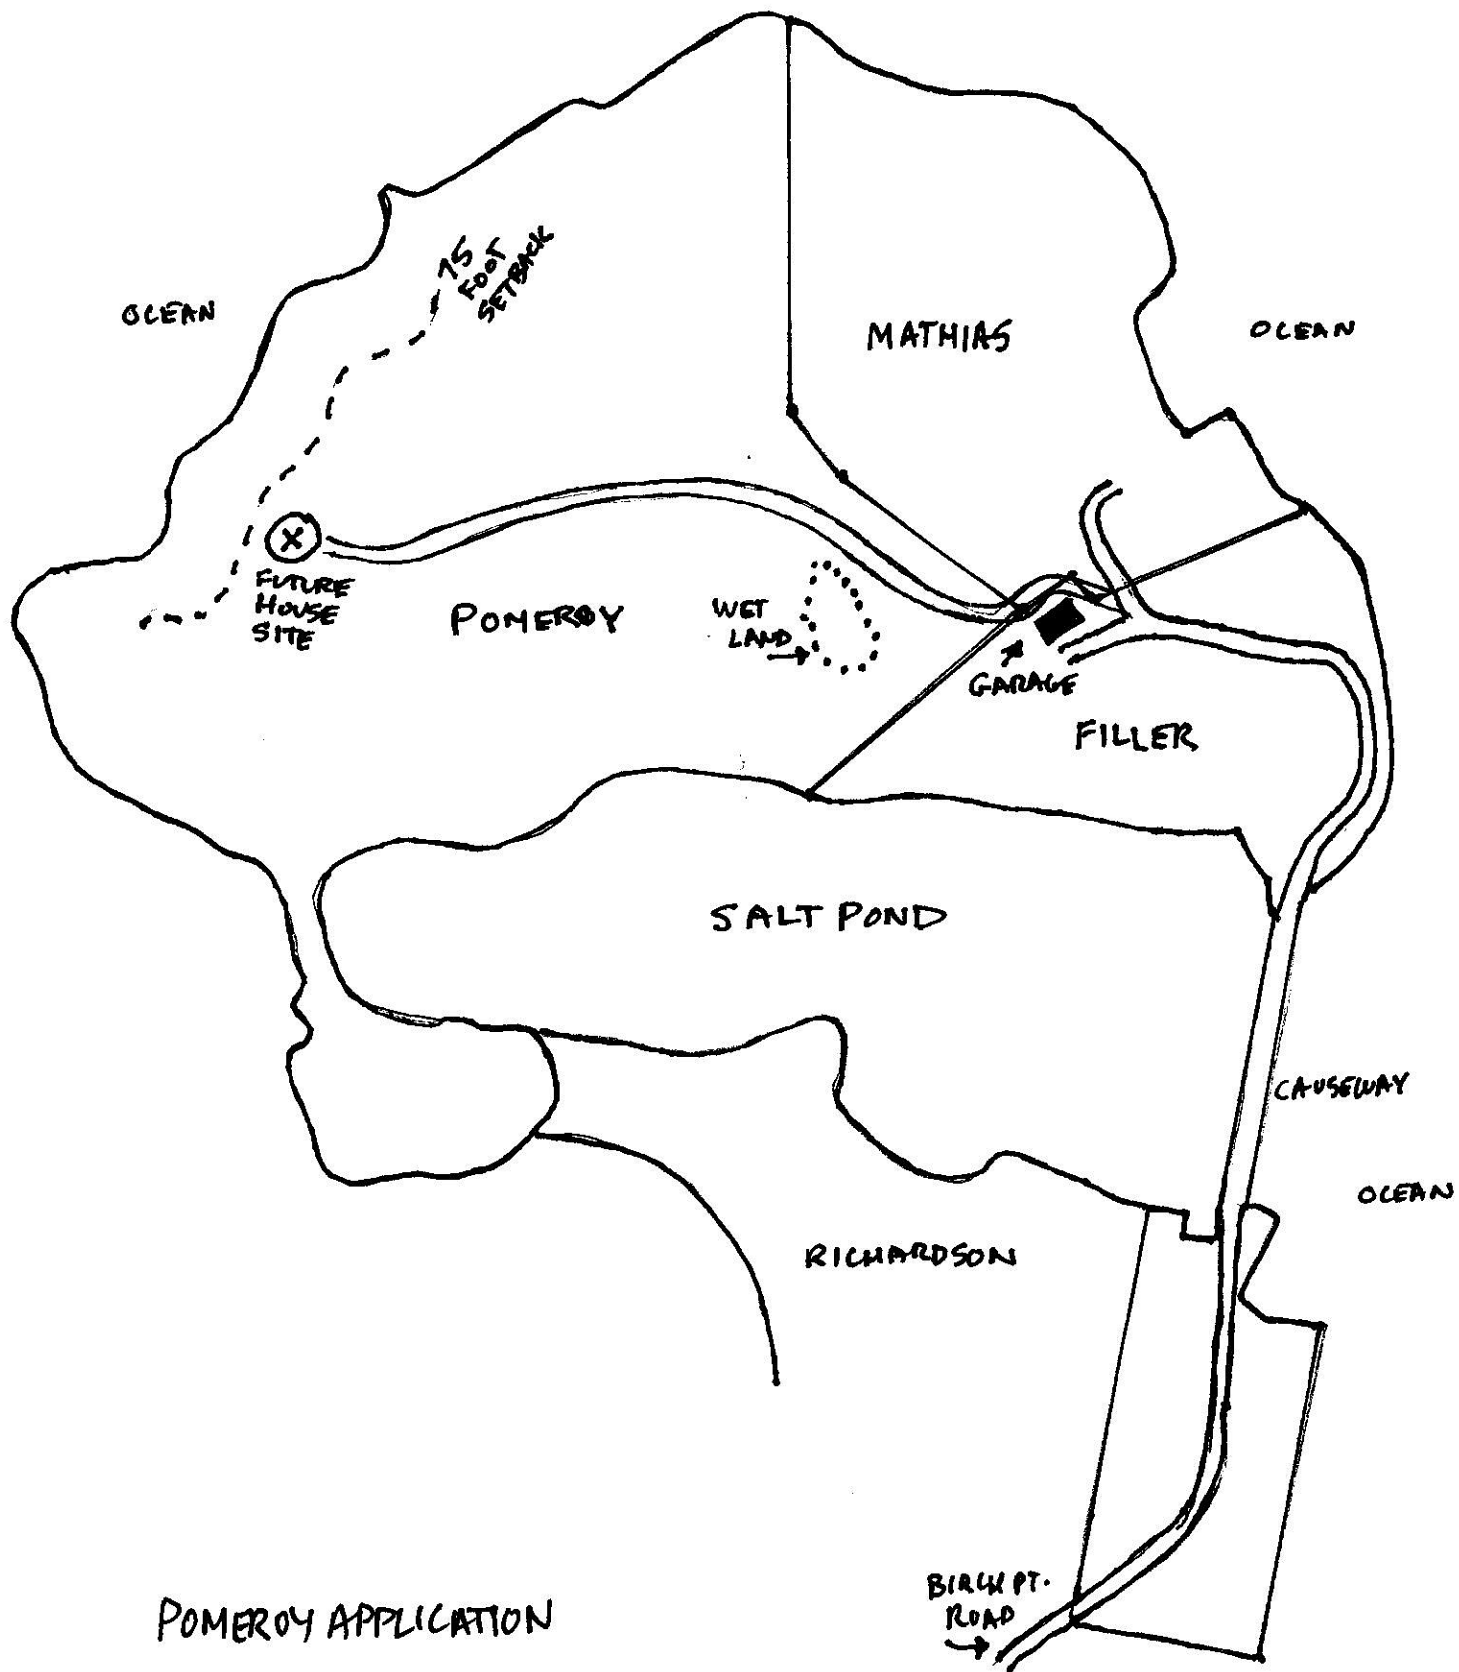 75
FOOT
SETBACK
OCEAN
MATHIAS
OCEAN
FUTURE
HOUSE
SITE
X
POMEROY
WET
LAND
GARAGE
FILLER
SALT POND
CAUSEWAY
OCEAN
RICHARDSON
BIRCH PT.
ROAD
POMEROY APPLICATION